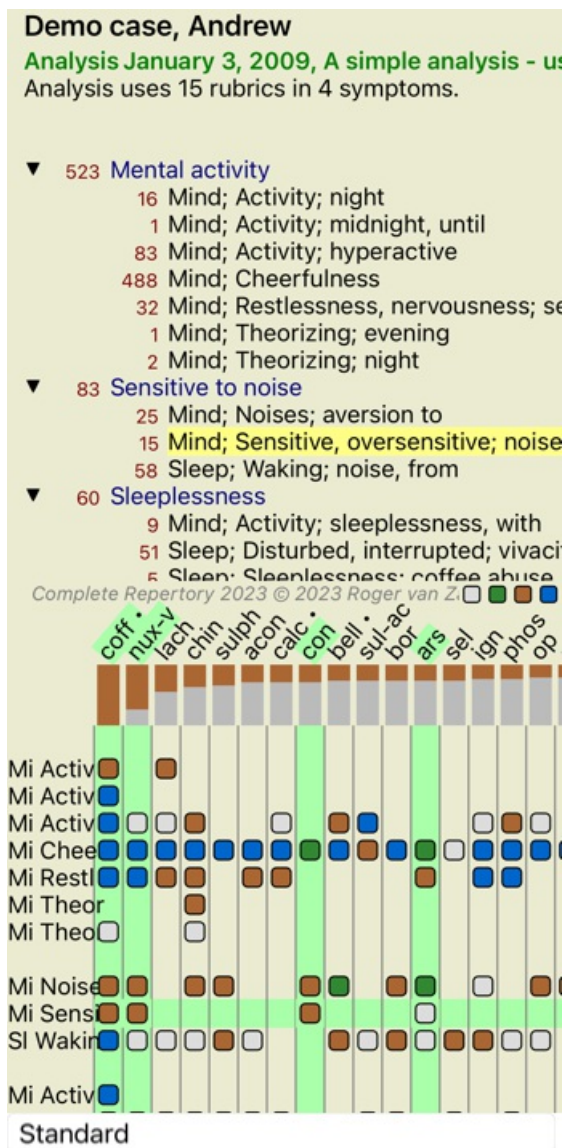 Demo case, Andrew
Analysis January 3, 2009, A simple analysis - us
Analysis uses 15 rubrics in 4 symptoms.
▼ 523 Mental activity
16 Mind; Activity; night
1 Mind; Activity; midnight, until
83 Mind; Activity; hyperactive
488 Mind; Cheerfulness
32 Mind; Restlessness, nervousness; se
1 Mind; Theorizing; evening
2 Mind; Theorizing; night
▼ 83 Sensitive to noise
25 Mind; Noises; aversion to
15 Mind; Sensitive, oversensitive; noise
58 Sleep; Waking; noise, from
▼ 60 Sleeplessness
9 Mind; Activity; sleeplessness, with
51 Sleep; Disturbed, interrupted; vivaci
5 Sleep; Sleeplessness; coffee abuse
Complete Repertory 2023 © 2023 Roger van Z
coff • nux-v lach chin sulph acon calc • con bell • sul-ac bor ars sel ign phos op
Mi Activ
Mi Activ
Mi Activ
Mi Chee
Mi Restl
Mi Theor
Mi Theo
Mi Noise
Mi Sensi
Sl Wakin
Mi Activ
Standard